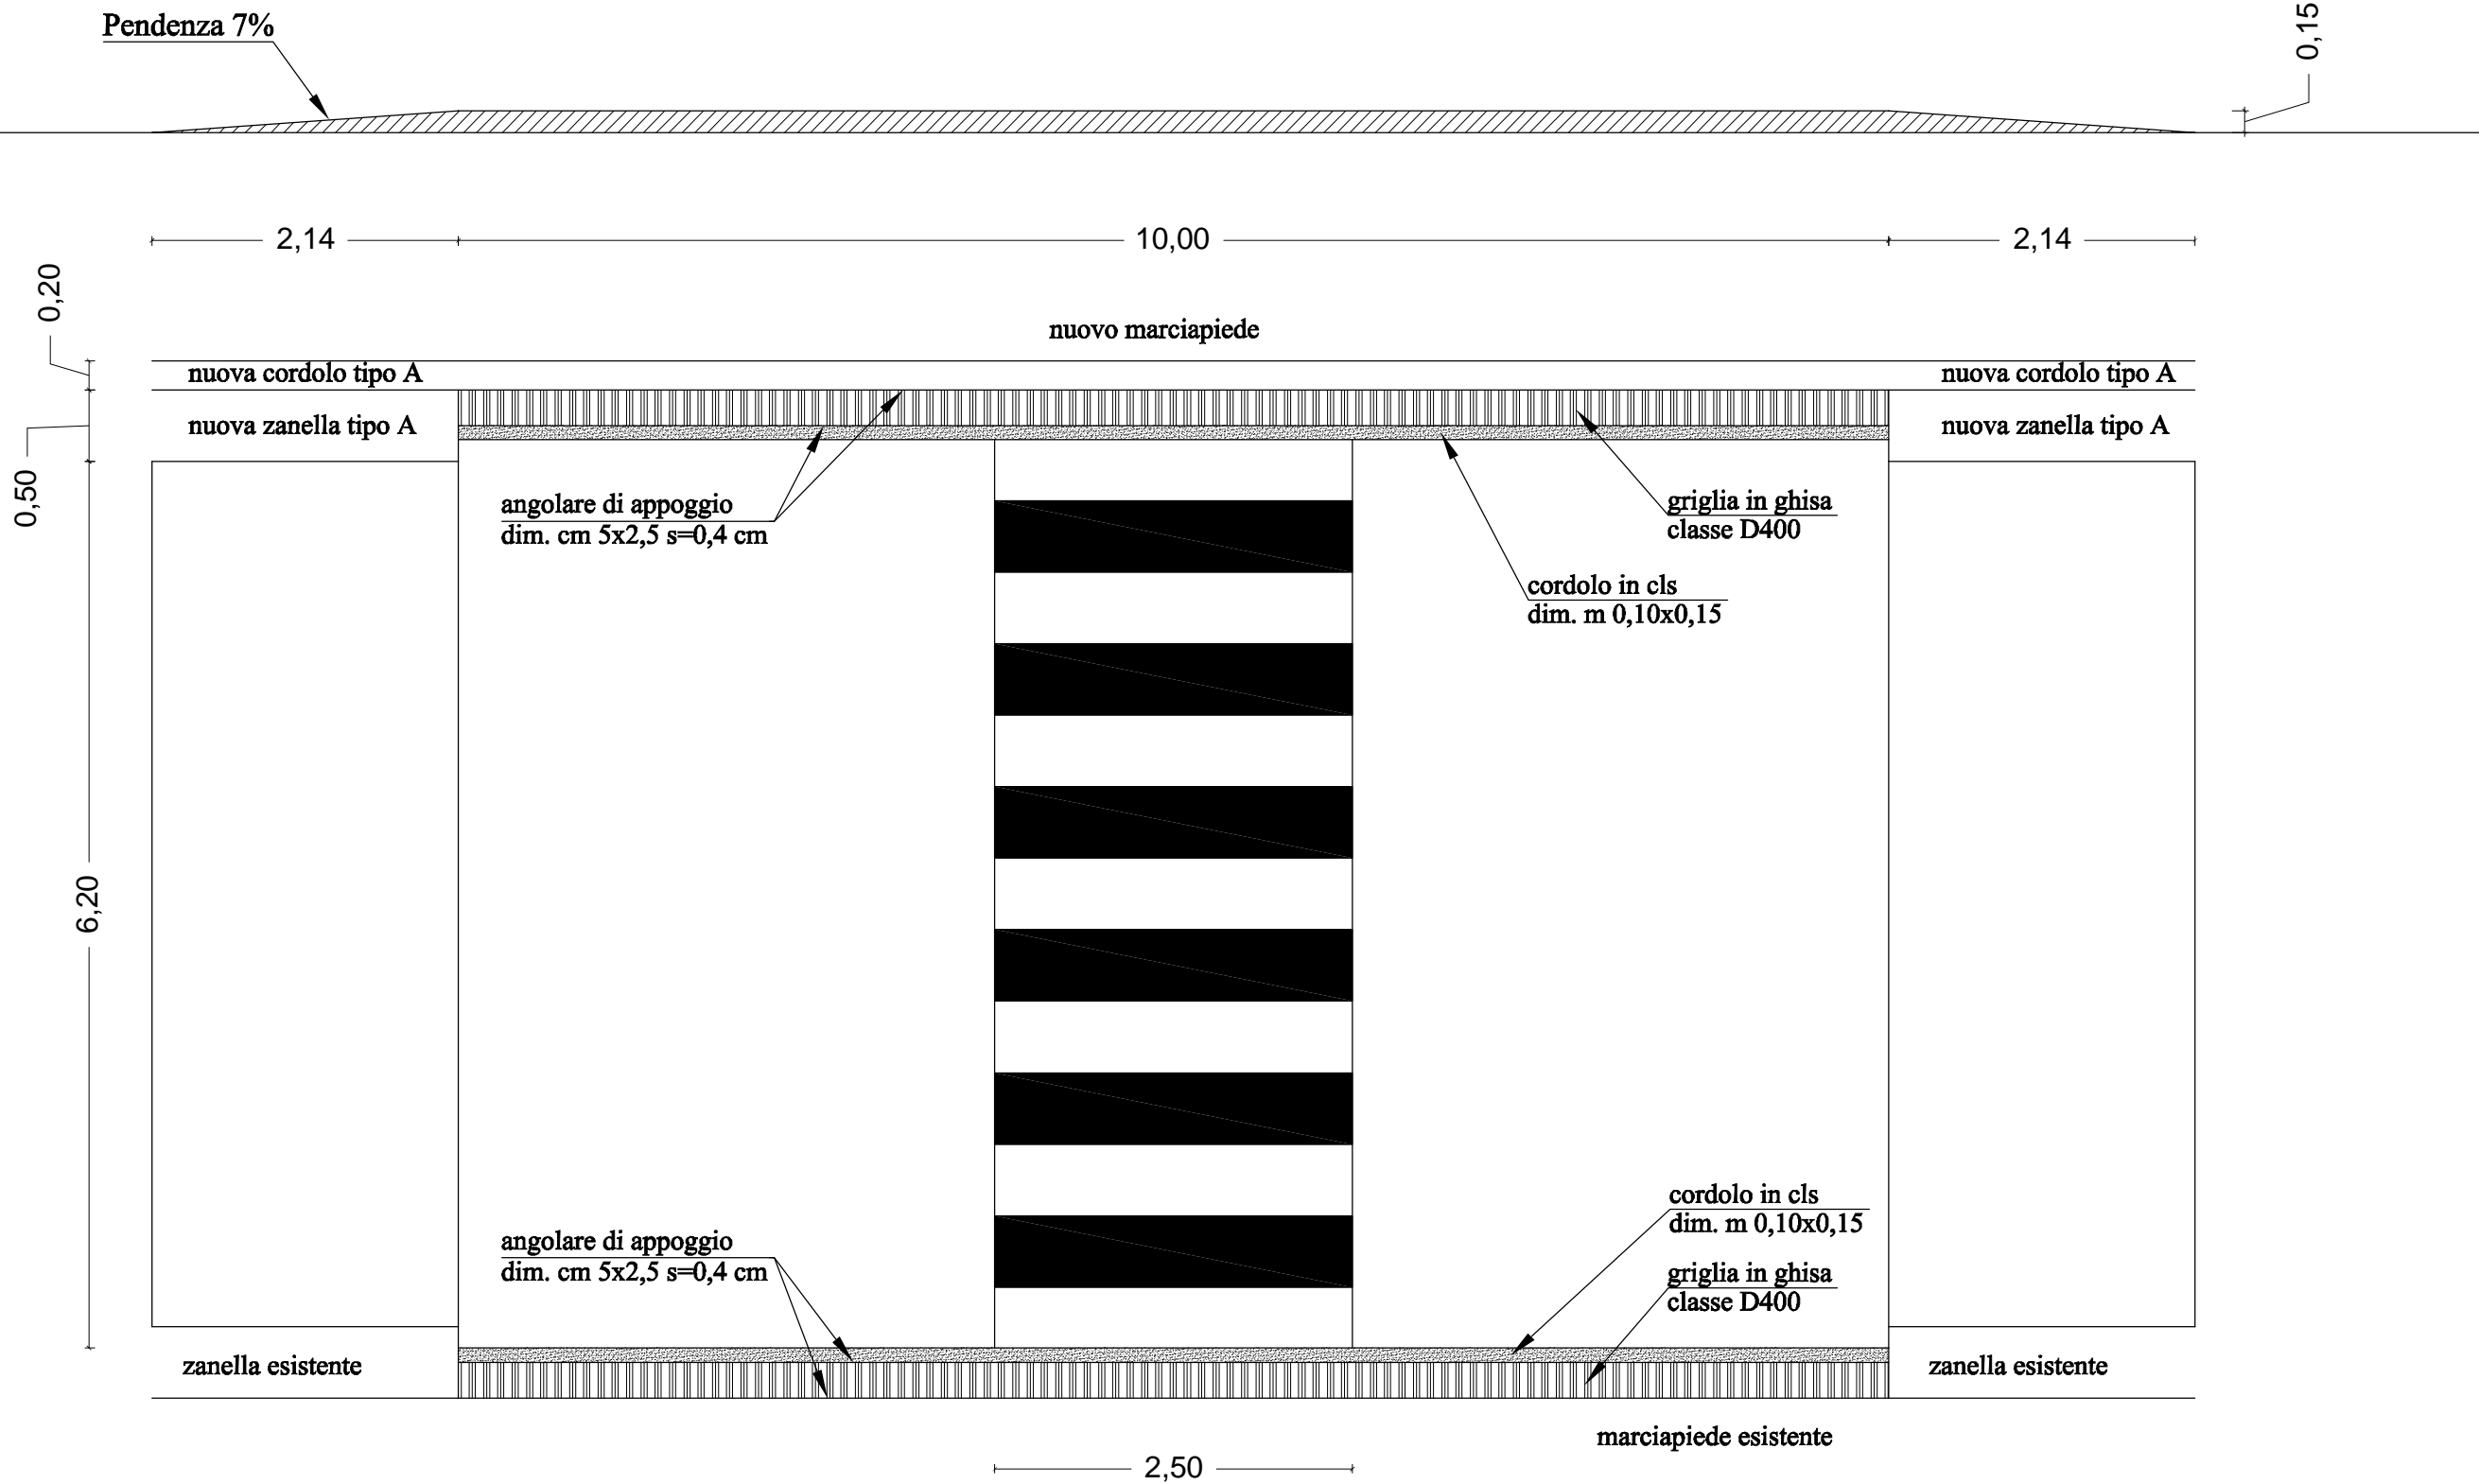 Pendenza 7%
0,15
2,14
10,00
2,14
0,20
nuovo marciapiede
nuova cordolo tipo A
nuova cordolo tipo A
nuova zanella tipo A
nuova zanella tipo A
0,50
angolare di appoggio
dim. cm 5x2,5 s=0,4 cm
griglia in ghisa
classe D400
cordolo in cls
dim. m 0,10x0,15
6,20
cordolo in cls
dim. m 0,10x0,15
angolare di appoggio
dim. cm 5x2,5 s=0,4 cm
griglia in ghisa
classe D400
zanella esistente
zanella esistente
marciapiede esistente
2,50